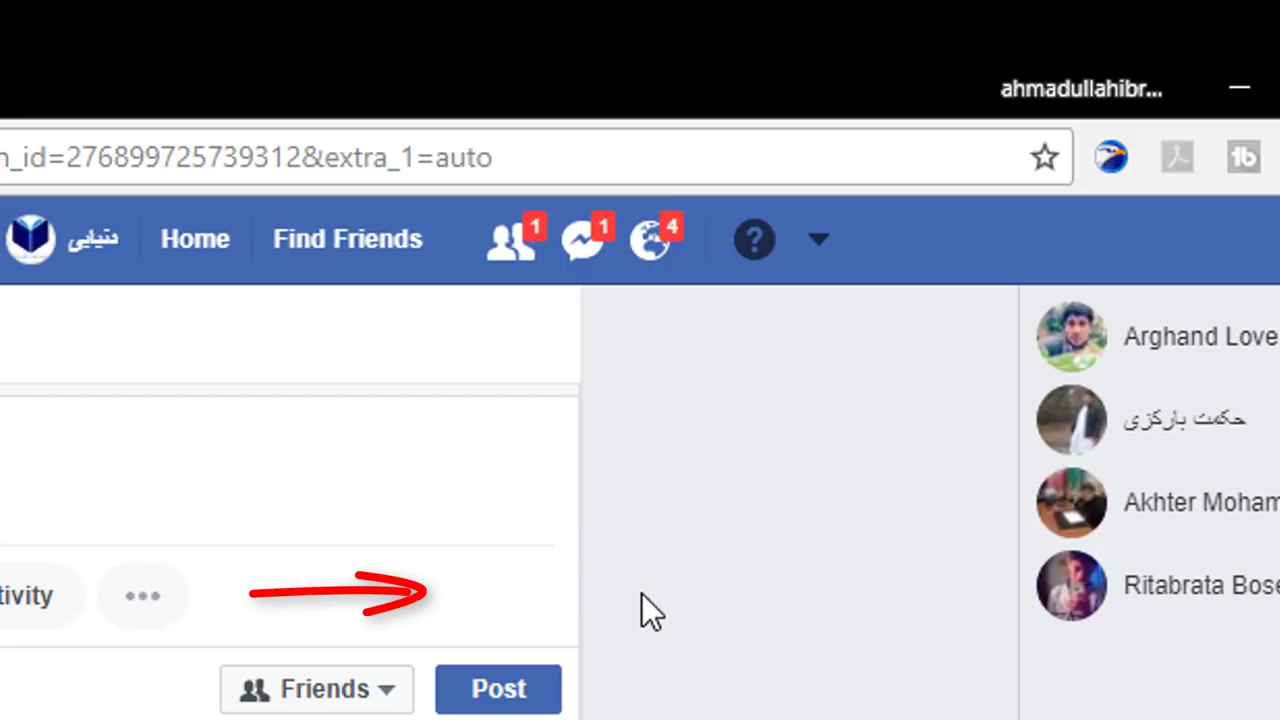 ahmadullahibr...
n_id=276899725739312&extra_1=auto
دنیایی Home Find Friends 1 1 4 ?
Arghand Love
حکمت بارکزی
Akhter Moham
Ritabrata Bose
tivity ...
Friends Post